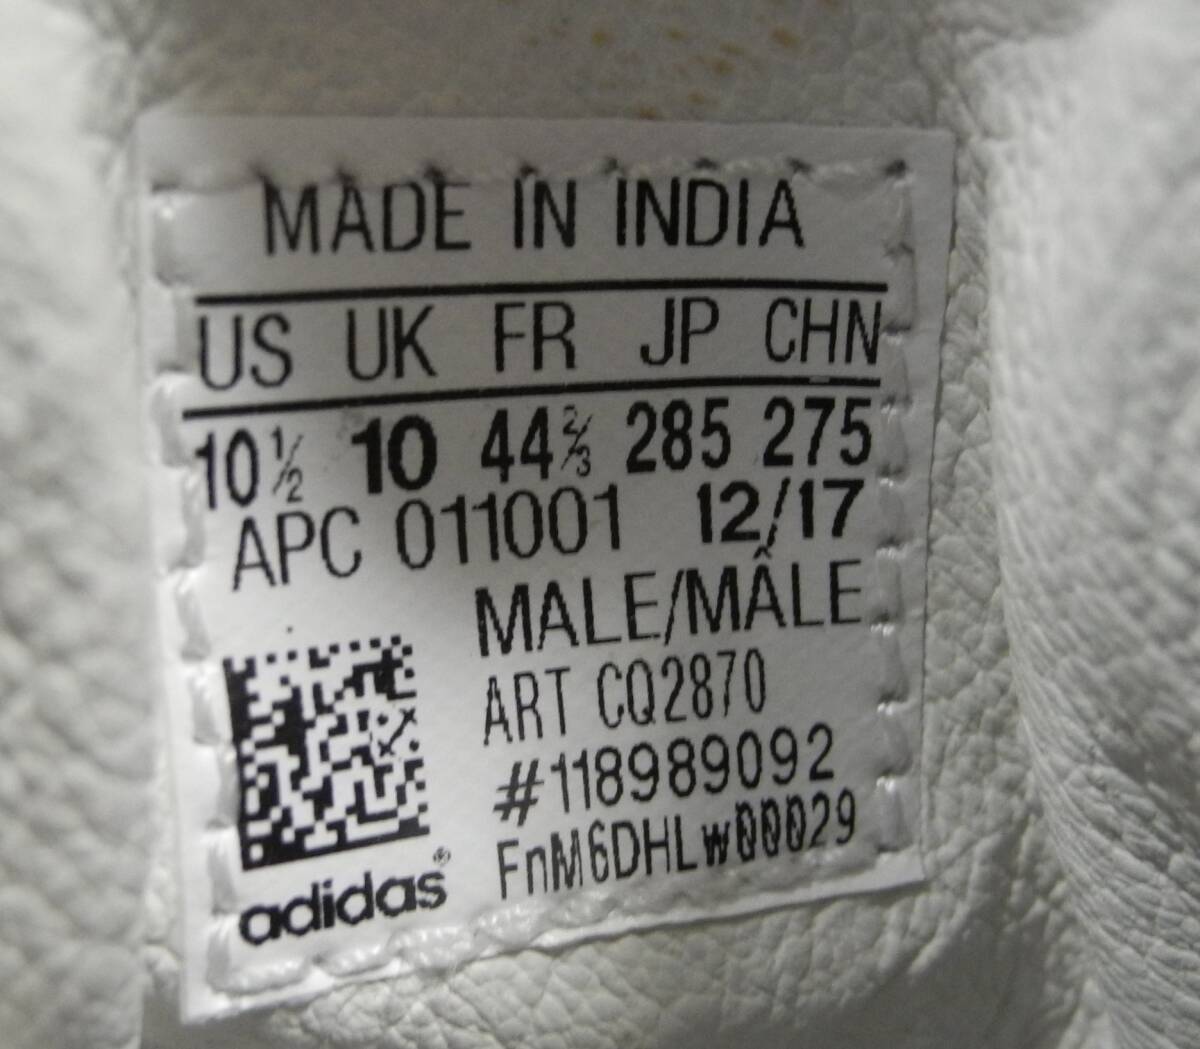 MADE IN INDIA
US UK FR JP CHN
10½ 10 44⅔ 285 275
APC 011001 12/17
MALE/MÂLE
ART CQ2870
#118989092
FnM6DHLw00029
adidas®